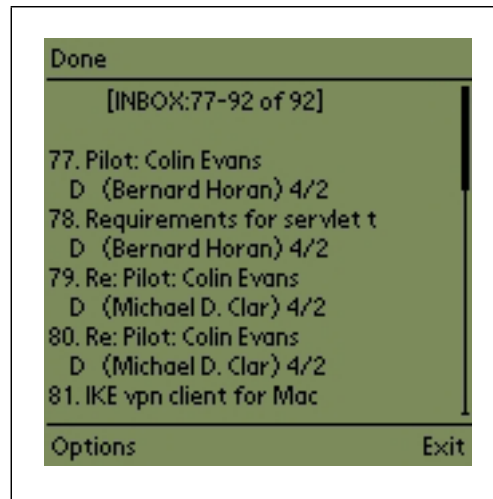 Done
[INBOX:77-92 of 92]
77. Pilot: Colin Evans
D (Bernard Horan) 4/2
78. Requirements for servlet t
D (Bernard Horan) 4/2
79. Re: Pilot: Colin Evans
D (Michael D. Clar) 4/2
80. Re: Pilot: Colin Evans
D (Michael D. Clar) 4/2
81. IKE vpn client for Mac
Options Exit